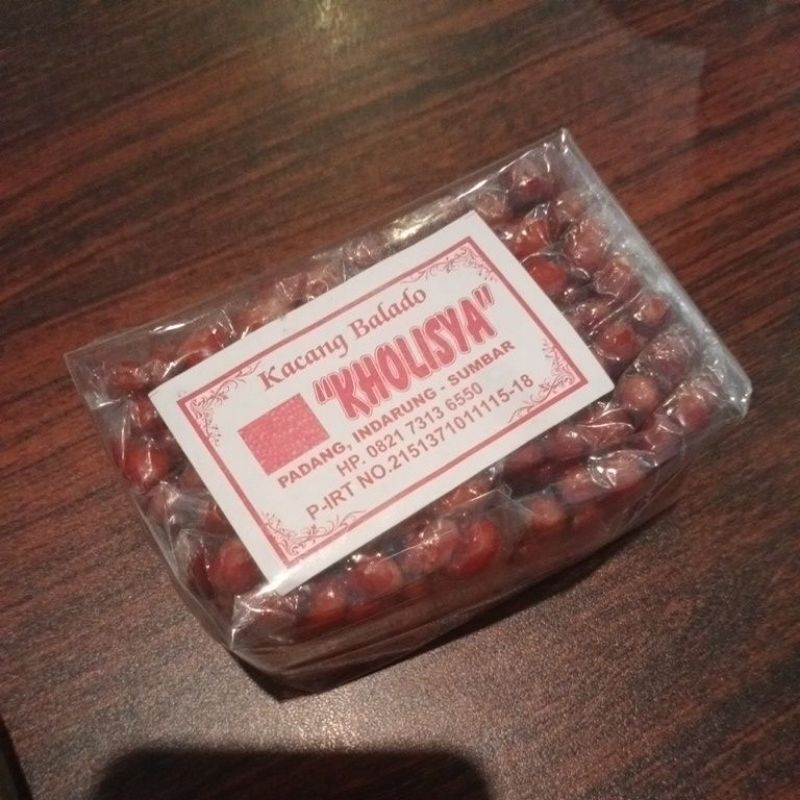 Kacang Balado
"KHOLISYA"
PADANG, INDARUNG - SUMBAR
HP. 0821 7313 6550
P-IRT NO.2151371011115-18